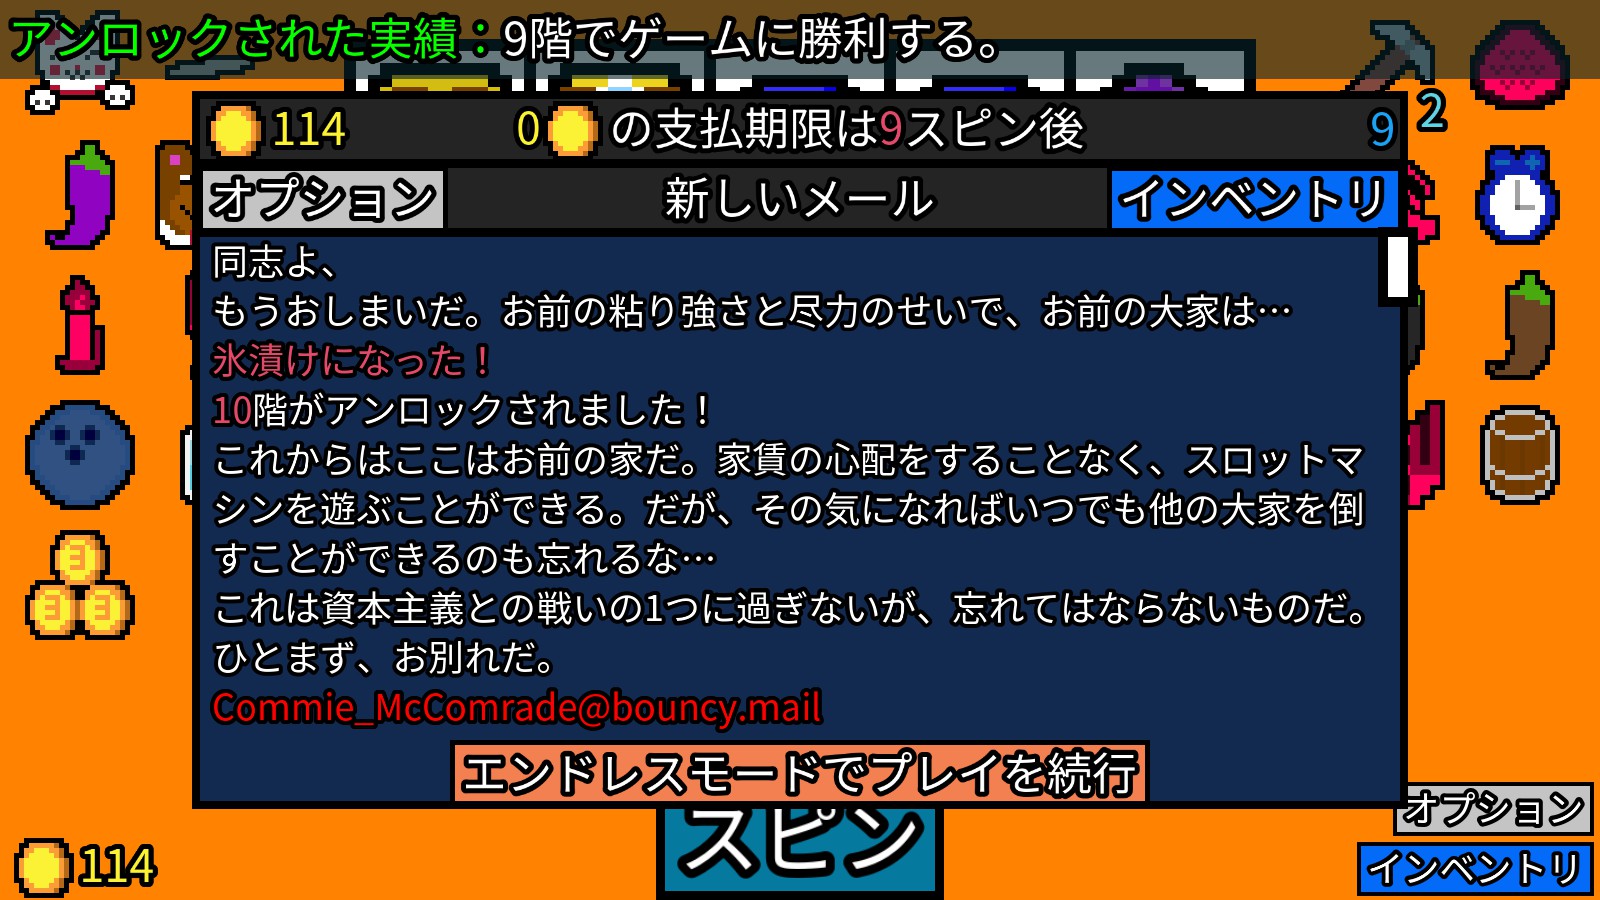 アンロックされた実績：9階でゲームに勝利する。
2
114 0 の支払期限は9スピン後 9
オプション 新しいメール インベントリ
同志よ、
もうおしまいだ。お前の粘り強さと尽力のせいで、お前の大家は…
氷漬けになった！
10階がアンロックされました！
これからはここはお前の家だ。家賃の心配をすることなく、スロットマ
シンを遊ぶことができる。だが、その気になればいつでも他の大家を倒
すことができるのも忘れるな…
これは資本主義との戦いの1つに過ぎないが、忘れてはならないものだ。
ひとまず、お別れだ。
Commie_McComrade@bouncy.mail
エンドレスモードでプレイを続行
3
3 3
スピン
オプション
114
インベントリ